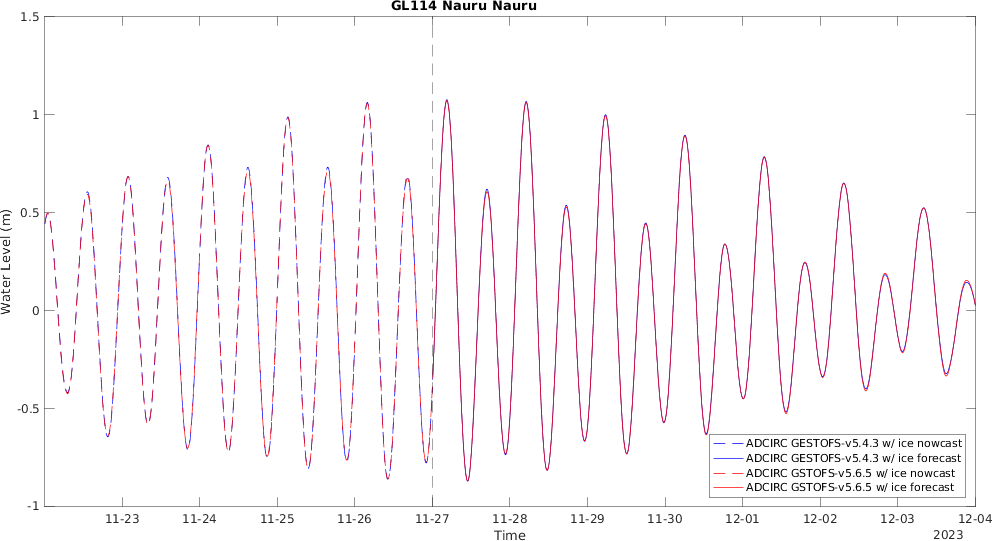 GL114 Nauru Nauru
1.5
1
0.5
0
-0.5
-1
Water Level (m)
11-23 11-24 11-25 11-26 11-27 11-28 11-29 11-30 12-01 12-02 12-03 12-04
Time
2023
ADCIRC GESTOFS-v5.4.3 w/ ice nowcast
ADCIRC GESTOFS-v5.4.3 w/ ice forecast
ADCIRC GSTOFS-v5.6.5 w/ ice nowcast
ADCIRC GSTOFS-v5.6.5 w/ ice forecast